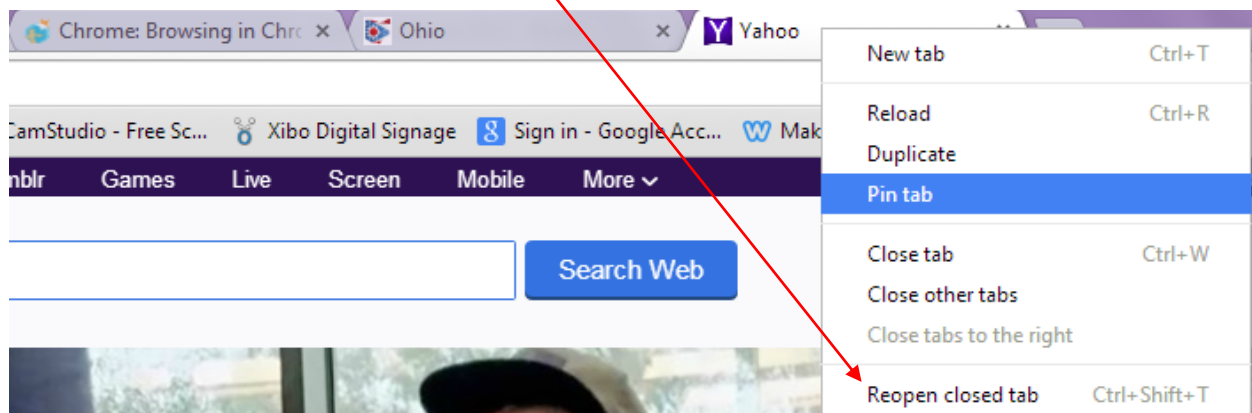 Chrome: Browsing in Chrc
Ohio
Yahoo
CamStudio - Free Sc...
Xibo Digital Signage
8 Sign in - Google Acc...
Mak
nblr Games Live Screen Mobile More
Search Web
New tab Ctrl+T
Reload Ctrl+R
Duplicate
Pin tab
Close tab Ctrl+W
Close other tabs
Close tabs to the right
Reopen closed tab Ctrl+Shift+T